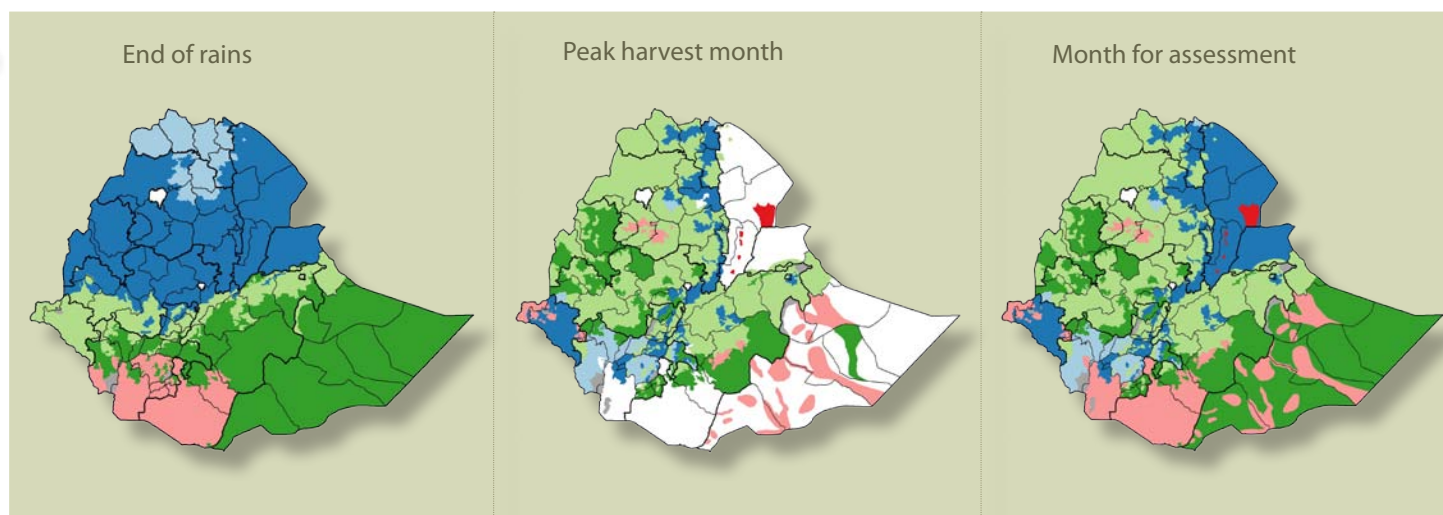 End of rains
Peak harvest month
Month for assessment